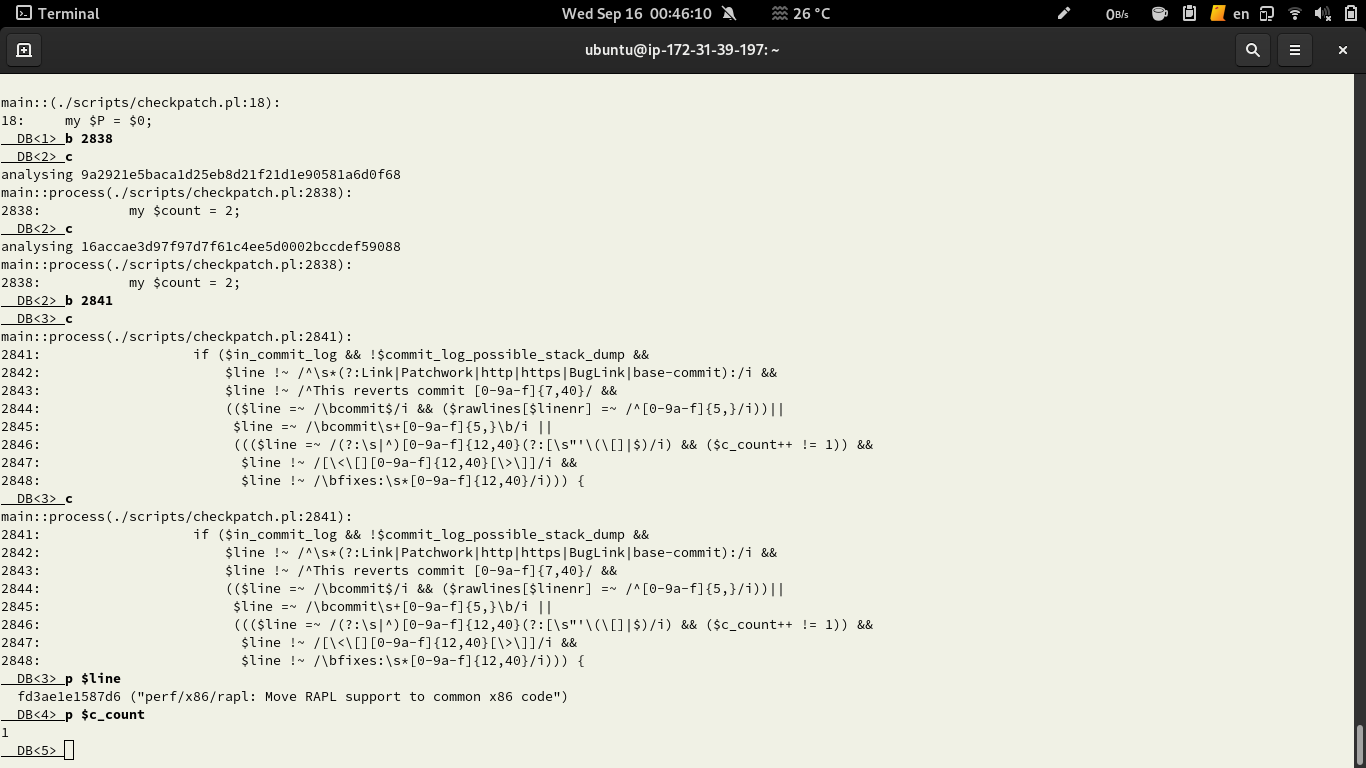 Terminal
Wed Sep 16 00:46:10
26 °C
0B/s
en
ubuntu@ip-172-31-39-197: ~
main::(./scripts/checkpatch.pl:18):
18:     my $P = $0;
  DB<1> b 2838
  DB<2> c
analysing 9a2921e5baca1d25eb8d21f21d1e90581a6d0f68
main::process(./scripts/checkpatch.pl:2838):
2838:           my $count = 2;
  DB<2> c
analysing 16accae3d97f97d7f61c4ee5d0002bccdef59088
main::process(./scripts/checkpatch.pl:2838):
2838:           my $count = 2;
  DB<2> b 2841
  DB<3> c
main::process(./scripts/checkpatch.pl:2841):
2841:                   if ($in_commit_log && !$commit_log_possible_stack_dump &&
2842:                       $line !~ /^\s*(?:Link|Patchwork|http|https|BugLink|base-commit):/i &&
2843:                       $line !~ /^This reverts commit [0-9a-f]{7,40}/ &&
2844:                       (($line =~ /\bcommit$/i && ($rawlines[$linenr] =~ /^[0-9a-f]{5,}/i))||
2845:                        $line =~ /\bcommit\s+[0-9a-f]{5,}\b/i ||
2846:                        ((($line =~ /(?:\s|^)[0-9a-f]{12,40}(?:[\s"'\(\[]|$)/i) && ($c_count++ != 1)) &&
2847:                         $line !~ /[\<\[][0-9a-f]{12,40}[\>\]]/i &&
2848:                         $line !~ /\bfixes:\s*[0-9a-f]{12,40}/i))) {
  DB<3> c
main::process(./scripts/checkpatch.pl:2841):
2841:                   if ($in_commit_log && !$commit_log_possible_stack_dump &&
2842:                       $line !~ /^\s*(?:Link|Patchwork|http|https|BugLink|base-commit):/i &&
2843:                       $line !~ /^This reverts commit [0-9a-f]{7,40}/ &&
2844:                       (($line =~ /\bcommit$/i && ($rawlines[$linenr] =~ /^[0-9a-f]{5,}/i))||
2845:                        $line =~ /\bcommit\s+[0-9a-f]{5,}\b/i ||
2846:                        ((($line =~ /(?:\s|^)[0-9a-f]{12,40}(?:[\s"'\(\[]|$)/i) && ($c_count++ != 1)) &&
2847:                         $line !~ /[\<\[][0-9a-f]{12,40}[\>\]]/i &&
2848:                         $line !~ /\bfixes:\s*[0-9a-f]{12,40}/i))) {
  DB<3> p $line
  fd3ae1e1587d6 ("perf/x86/rapl: Move RAPL support to common x86 code")
  DB<4> p $c_count
1
  DB<5>